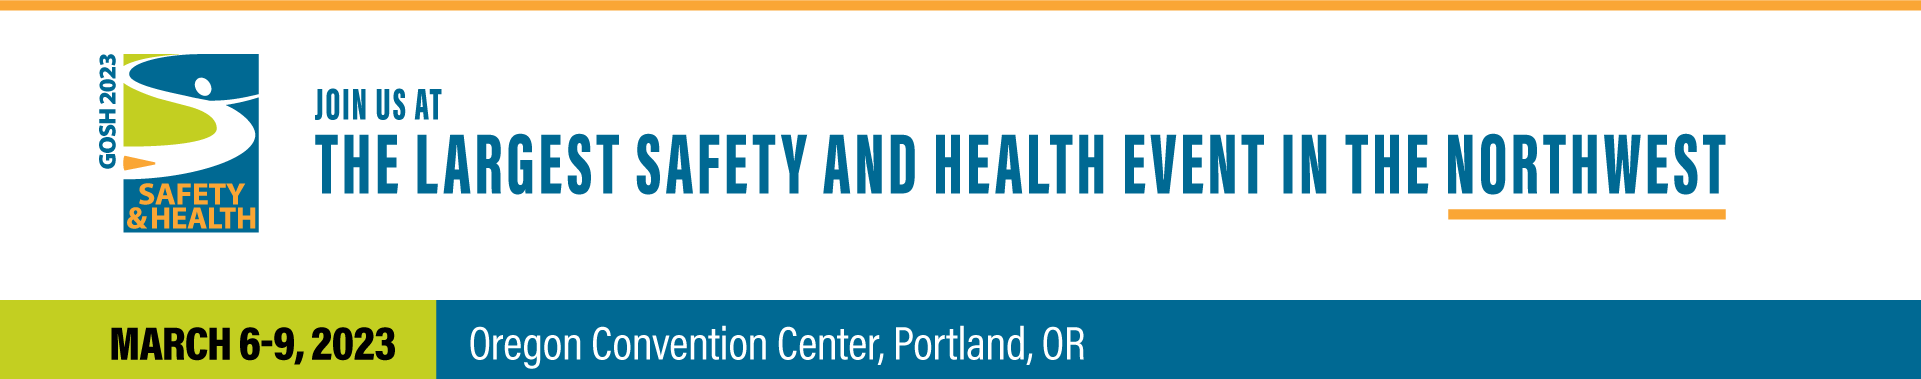 GOSH 2023
SAFETY
& HEALTH
JOIN US AT
THE LARGEST SAFETY AND HEALTH EVENT IN THE NORTHWEST
MARCH 6-9, 2023
Oregon Convention Center, Portland, OR